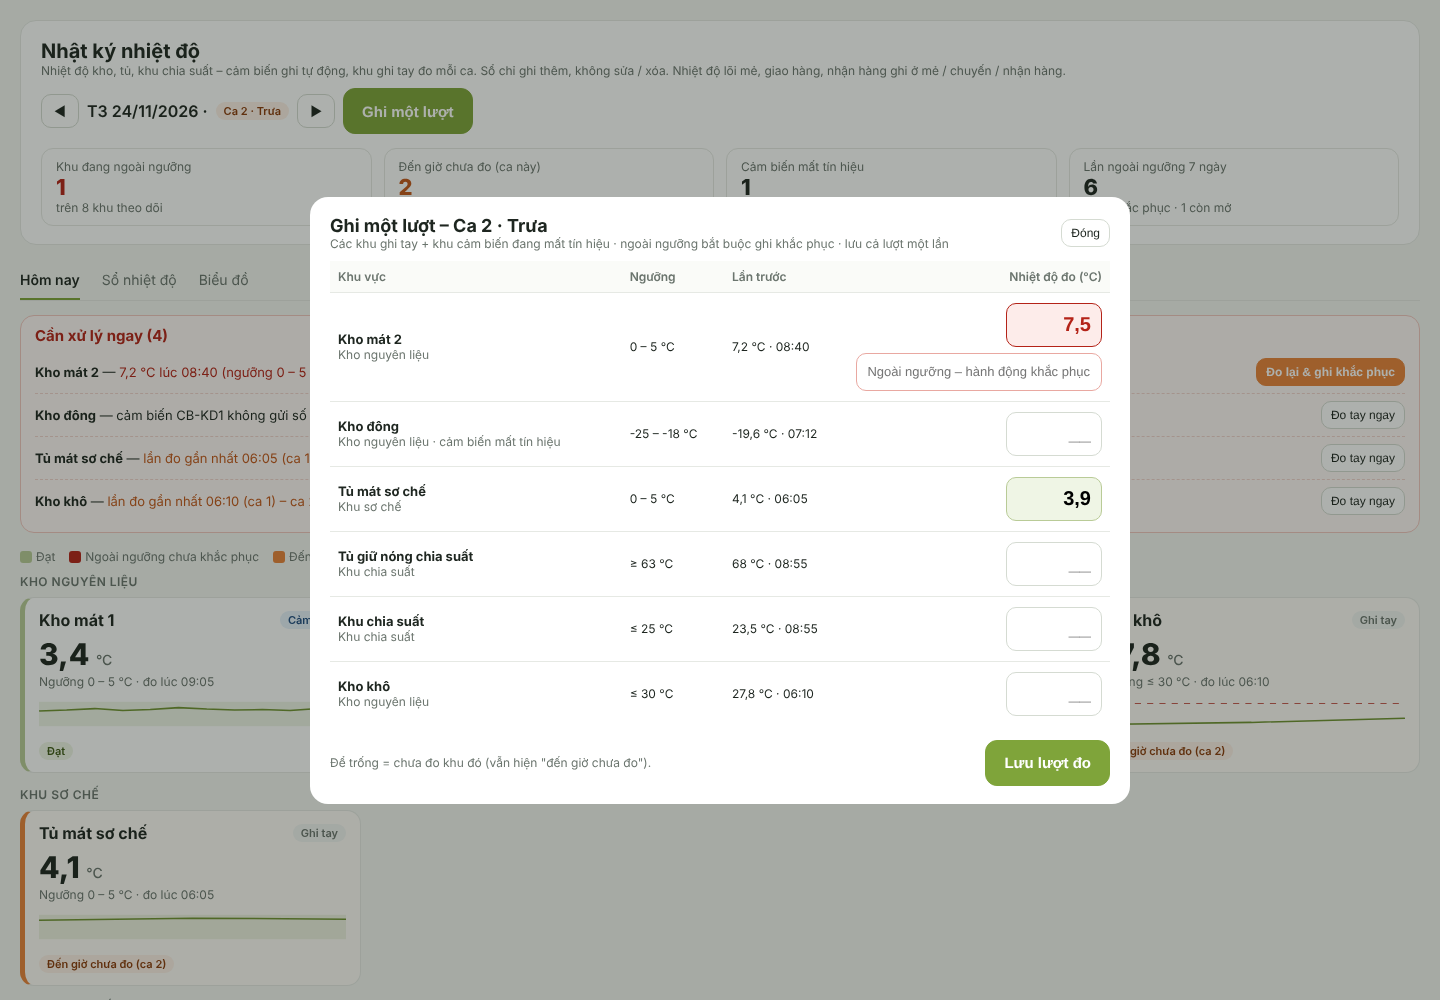 Nhật ký nhiệt độ
Nhiệt độ kho, tủ, khu chia suất – cảm biến ghi tự động, khu ghi tay đo mỗi ca. Sổ chỉ ghi thêm, không sửa / xóa. Nhiệt độ lõi mẻ, giao hàng, nhận hàng ghi ở mẻ / chuyến / nhận hàng.
◀ T3 24/11/2026 · Ca 2 · Trưa ▶ Ghi một lượt
Khu đang ngoài ngưỡng
1
trên 8 khu theo dõi
Đến giờ chưa đo (ca này)
2
Cảm biến mất tín hiệu
1
Lần ngoài ngưỡng 7 ngày
6
phục · 1 còn mở
Ghi một lượt – Ca 2 · Trưa
Các khu ghi tay + khu cảm biến đang mất tín hiệu · ngoài ngưỡng bắt buộc ghi khắc phục · lưu cả lượt một lần
Đóng
Khu vực Ngưỡng Lần trước Nhiệt độ đo (°C)
Kho mát 2
Kho nguyên liệu
0 – 5 °C 7,2 °C · 08:40 7,5
Ngoài ngưỡng – hành động khắc phục
Kho đông
Kho nguyên liệu · cảm biến mất tín hiệu
-25 – -18 °C -19,6 °C · 07:12 __
Tủ mát sơ chế
Khu sơ chế
0 – 5 °C 4,1 °C · 06:05 3,9
Tủ giữ nóng chia suất
Khu chia suất
≥ 63 °C 68 °C · 08:55 __
Khu chia suất
Khu chia suất
≤ 25 °C 23,5 °C · 08:55 __
Kho khô
Kho nguyên liệu
≤ 30 °C 27,8 °C · 06:10 __
Để trống = chưa đo khu đó (vẫn hiện "đến giờ chưa đo").
Lưu lượt đo
Hôm nay Sổ nhiệt độ Biểu đồ
Cần xử lý ngay (4)
Kho mát 2 — 7,2 °C lúc 08:40 (ngưỡng 0 – 5
Đo lại & ghi khắc phục
Kho đông — cảm biến CB-KD1 không gửi số
Đo tay ngay
Tủ mát sơ chế — lần đo gần nhất 06:05 (ca 1
Đo tay ngay
Kho khô — lần đo gần nhất 06:10 (ca 1) – ca
Đo tay ngay
Đạt Ngoài ngưỡng chưa khắc phục Đến
KHO NGUYÊN LIỆU
Kho mát 1 Cảm
3,4 °C
Ngưỡng 0 – 5 °C · đo lúc 09:05
Đạt
khô Ghi tay
7,8 °C
≤ 30 °C · đo lúc 06:10
giờ chưa đo (ca 2)
KHU SƠ CHẾ
Tủ mát sơ chế Ghi tay
4,1 °C
Ngưỡng 0 – 5 °C · đo lúc 06:05
Đến giờ chưa đo (ca 2)